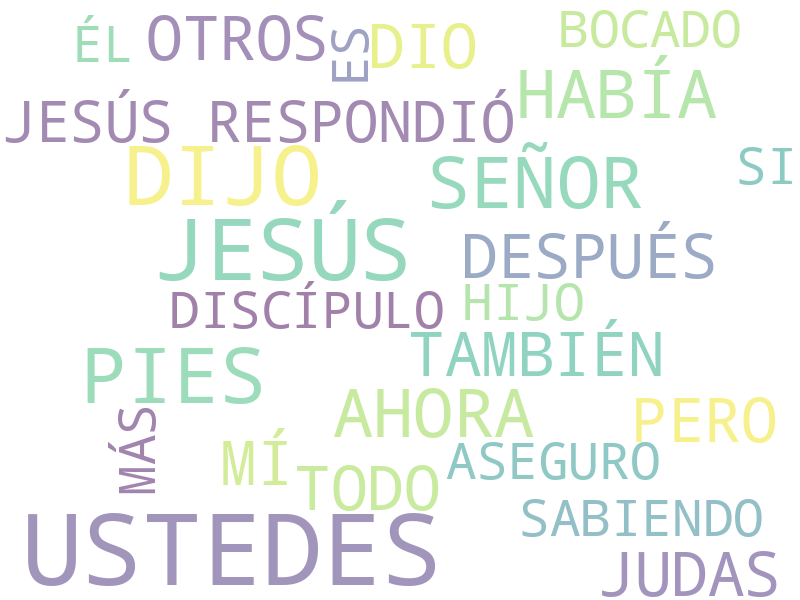 ÉL OTROS ES DIO BOCADO
HABÍA
JESÚS RESPONDIÓ
DIJO SEÑOR SI
JESÚS DESPUÉS
DISCÍPULO HIJO
TAMBIÉN
PIES
AHORA PERO
MÁS MÍ TODO ASEGURO
USTEDES SABIENDO
JUDAS